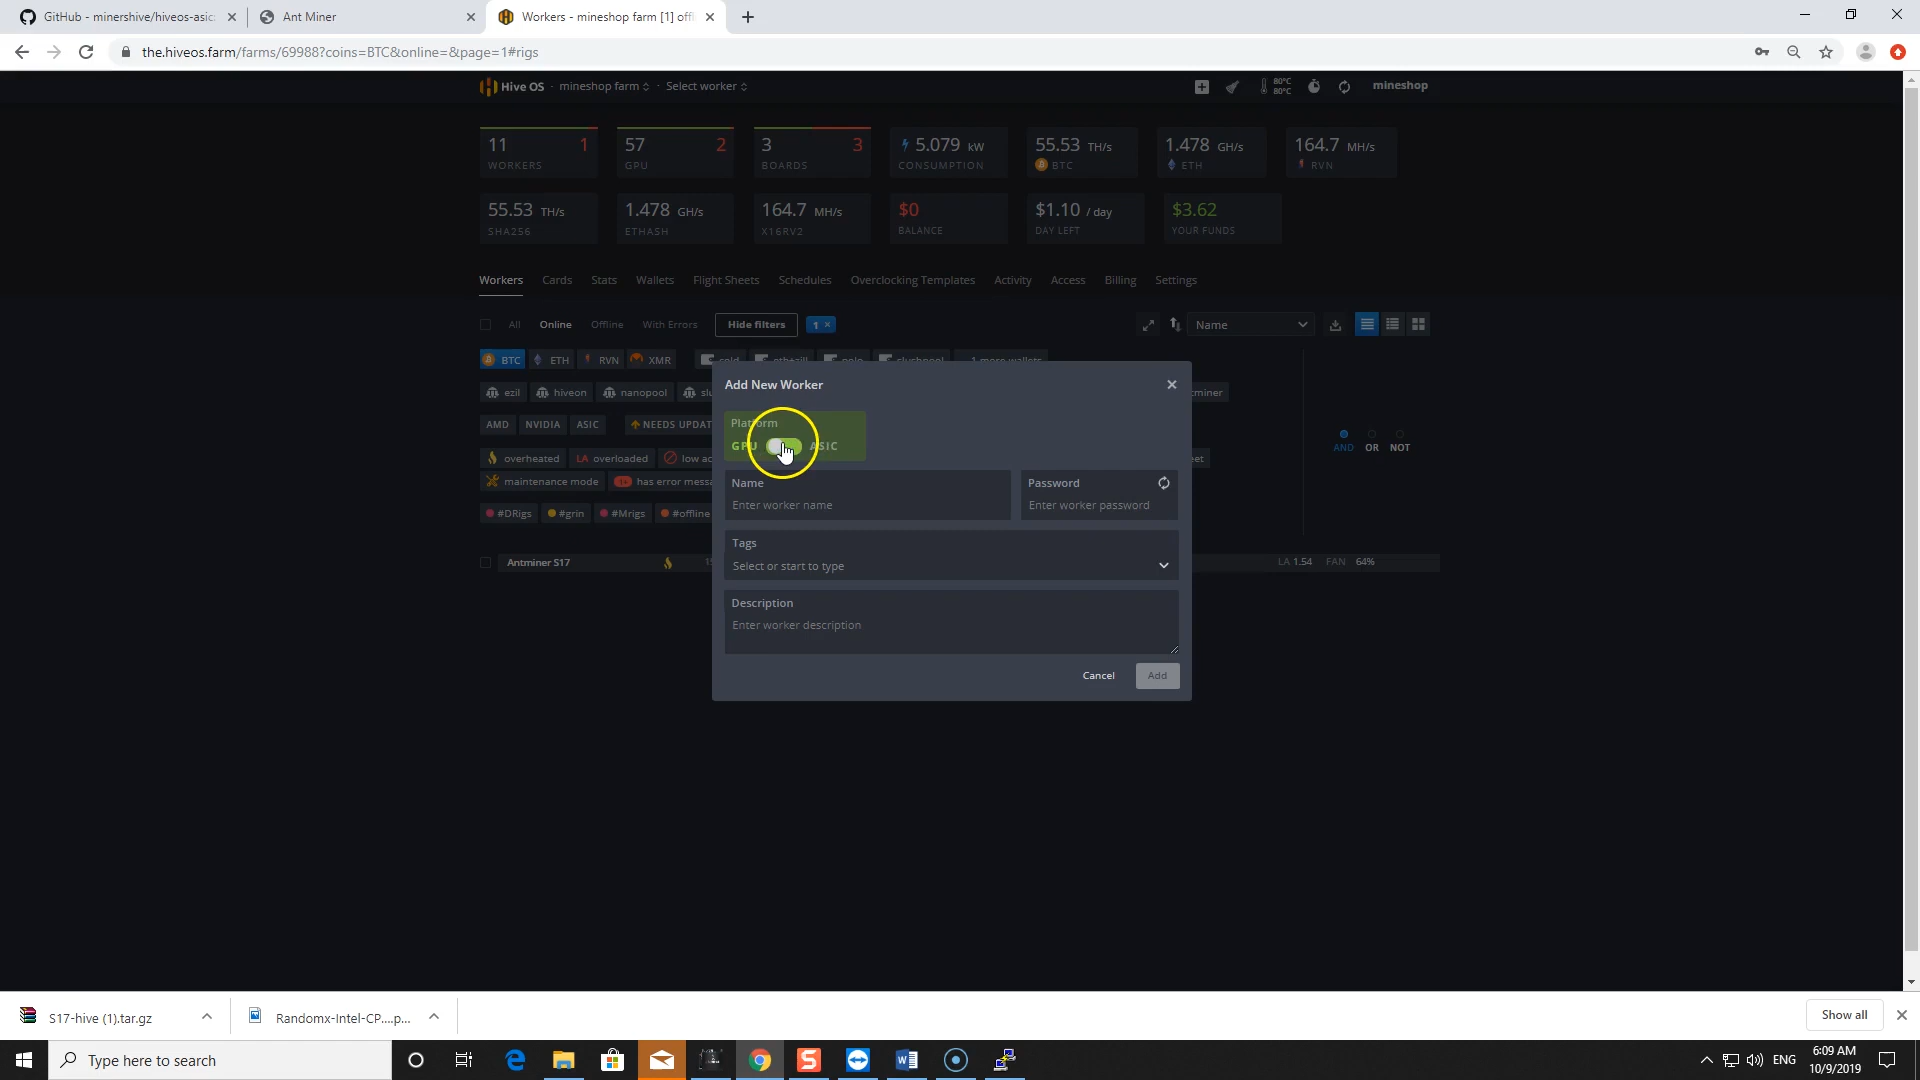 GitHub - minershive/hiveos-asic:
Ant Miner
Workers - mineshop farm [1] offl
the.hiveos.farm/farms/69988?coins=BTC&online=&page=1#rigs
Hive OS · mineshop farm · Select worker
80°C
80°C
mineshop
11 1
WORKERS
57 2
GPU
3 3
BOARDS
5.079 kW
CONSUMPTION
55.53 TH/s
BTC
1.478 GH/s
ETH
164.7 MH/s
RVN
55.53 TH/s
SHA256
1.478 GH/s
ETHASH
164.7 MH/s
X16RV2
$0
BALANCE
$1.10 / day
DAY LEFT
$3.62
YOUR FUNDS
Workers Cards Stats Wallets Flight Sheets Schedules Overclocking Templates Activity Access Billing Settings
All Online Offline With Errors Hide filters 1 × Name
BTC ETH RVN XMR cold slushpool 1 more wallets
ezil hiveon nanopool
AMD NVIDIA ASIC NEEDS UPDAT
overheated LA overloaded
maintenance mode has error messa
#DRigs #grin #Mrigs #offline
AND OR NOT
Antminer S17 LA 1.54 FAN 64%
Add New Worker
Platform
GPU ASIC
Name
Enter worker name
Password
Enter worker password
Tags
Select or start to type
Description
Enter worker description
Cancel Add
S17-hive (1).tar.gz
Randomx-Intel-CP....p...
Show all
Type here to search
ENG
6:09 AM
10/9/2019